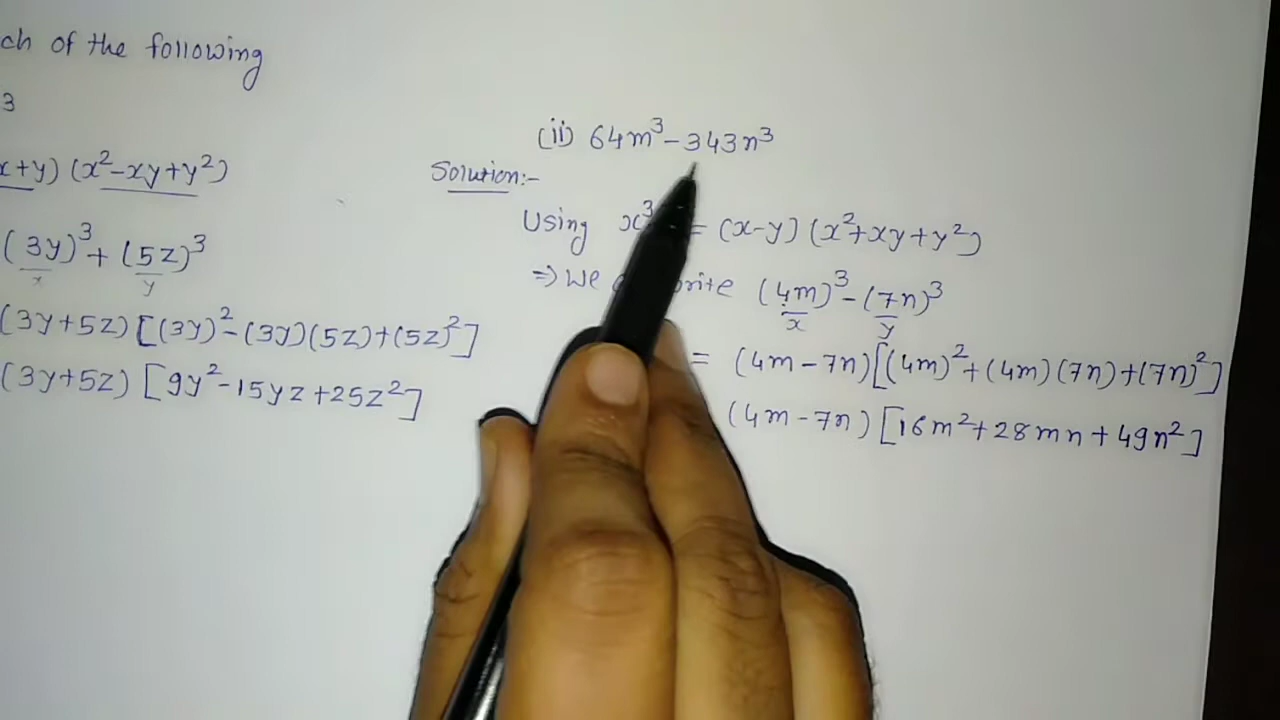 ch of the following
3
x+y) (x²-xy+y²)
(3y)³+(5z)³
x y
(3y+5z) [(3y)²-(3y)(5z)+(5z)²]
(3y+5z) [9y²-15yz+25z²]
(ii) 64m³-343n³
Solution:-
Using x³ = (x-y) (x²+xy+y²)
⇒ We write (4m)³-(7n)³
x y
= (4m-7n)[(4m)²+(4m)(7n)+(7n)²]
(4m-7n) [16m²+28mn+49n²]